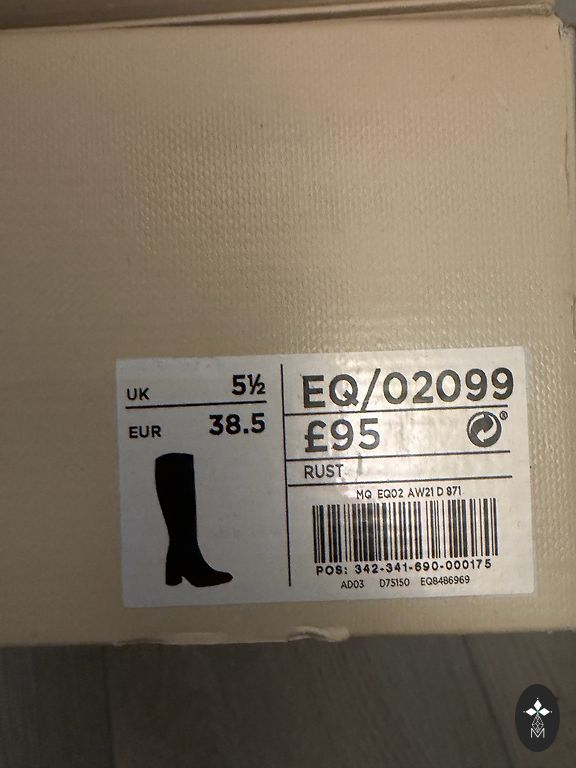 UK 5½
EUR 38.5
EQ/02099
£95
RUST
MQ EQ02 AW21 D 871
POS: 342-341-690-000175
AD03 D75150 EQ8486969
M